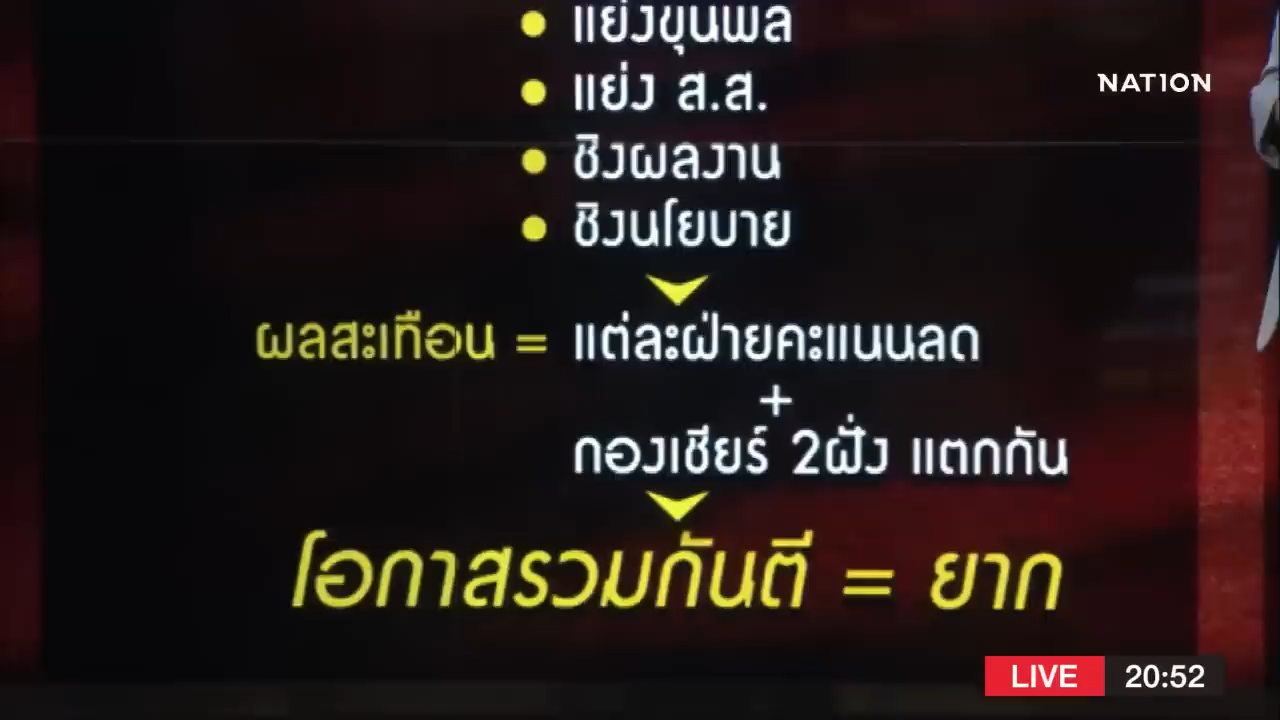 • แย่งขุนพล
NATION
• แย่ง ส.ส.
• ชิงผลงาน
• ชิงนโยบาย
ผลสะเทือน = แต่ละฝ่ายคะแนนลด
+
กองเชียร์ 2ฝั่ง แตกกัน
โอกาสรวมกันตี = ยาก
LIVE 20:52